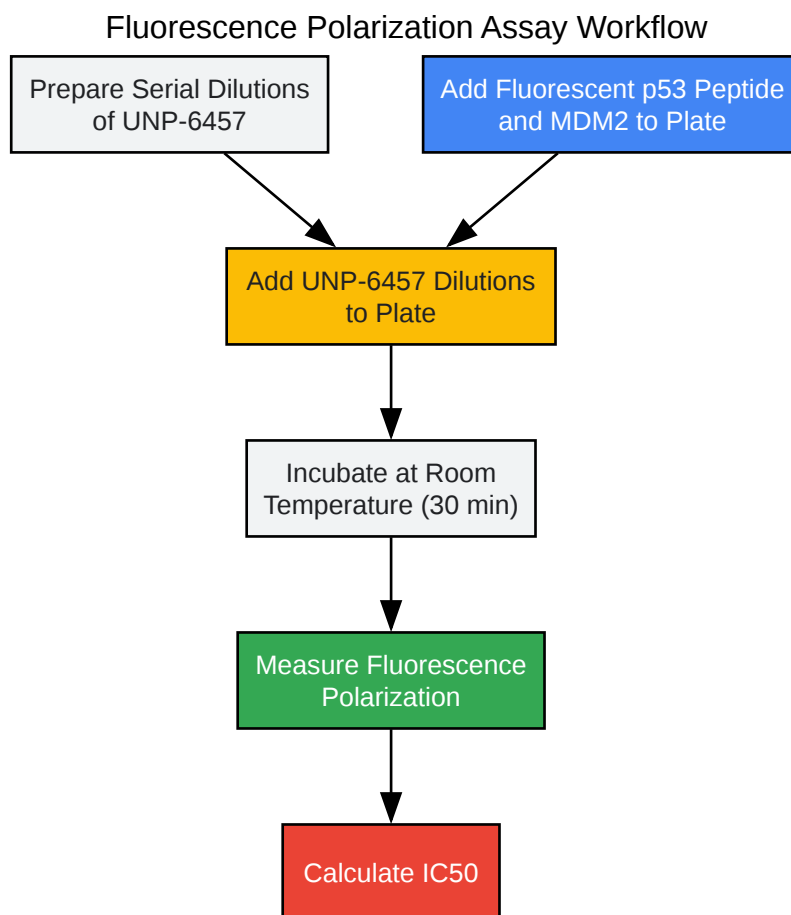 Fluorescence Polarization Assay Workflow
Prepare Serial Dilutions
of UNP-6457
Add Fluorescent p53 Peptide
and MDM2 to Plate
Add UNP-6457 Dilutions
to Plate
Incubate at Room
Temperature (30 min)
Measure Fluorescence
Polarization
Calculate IC50